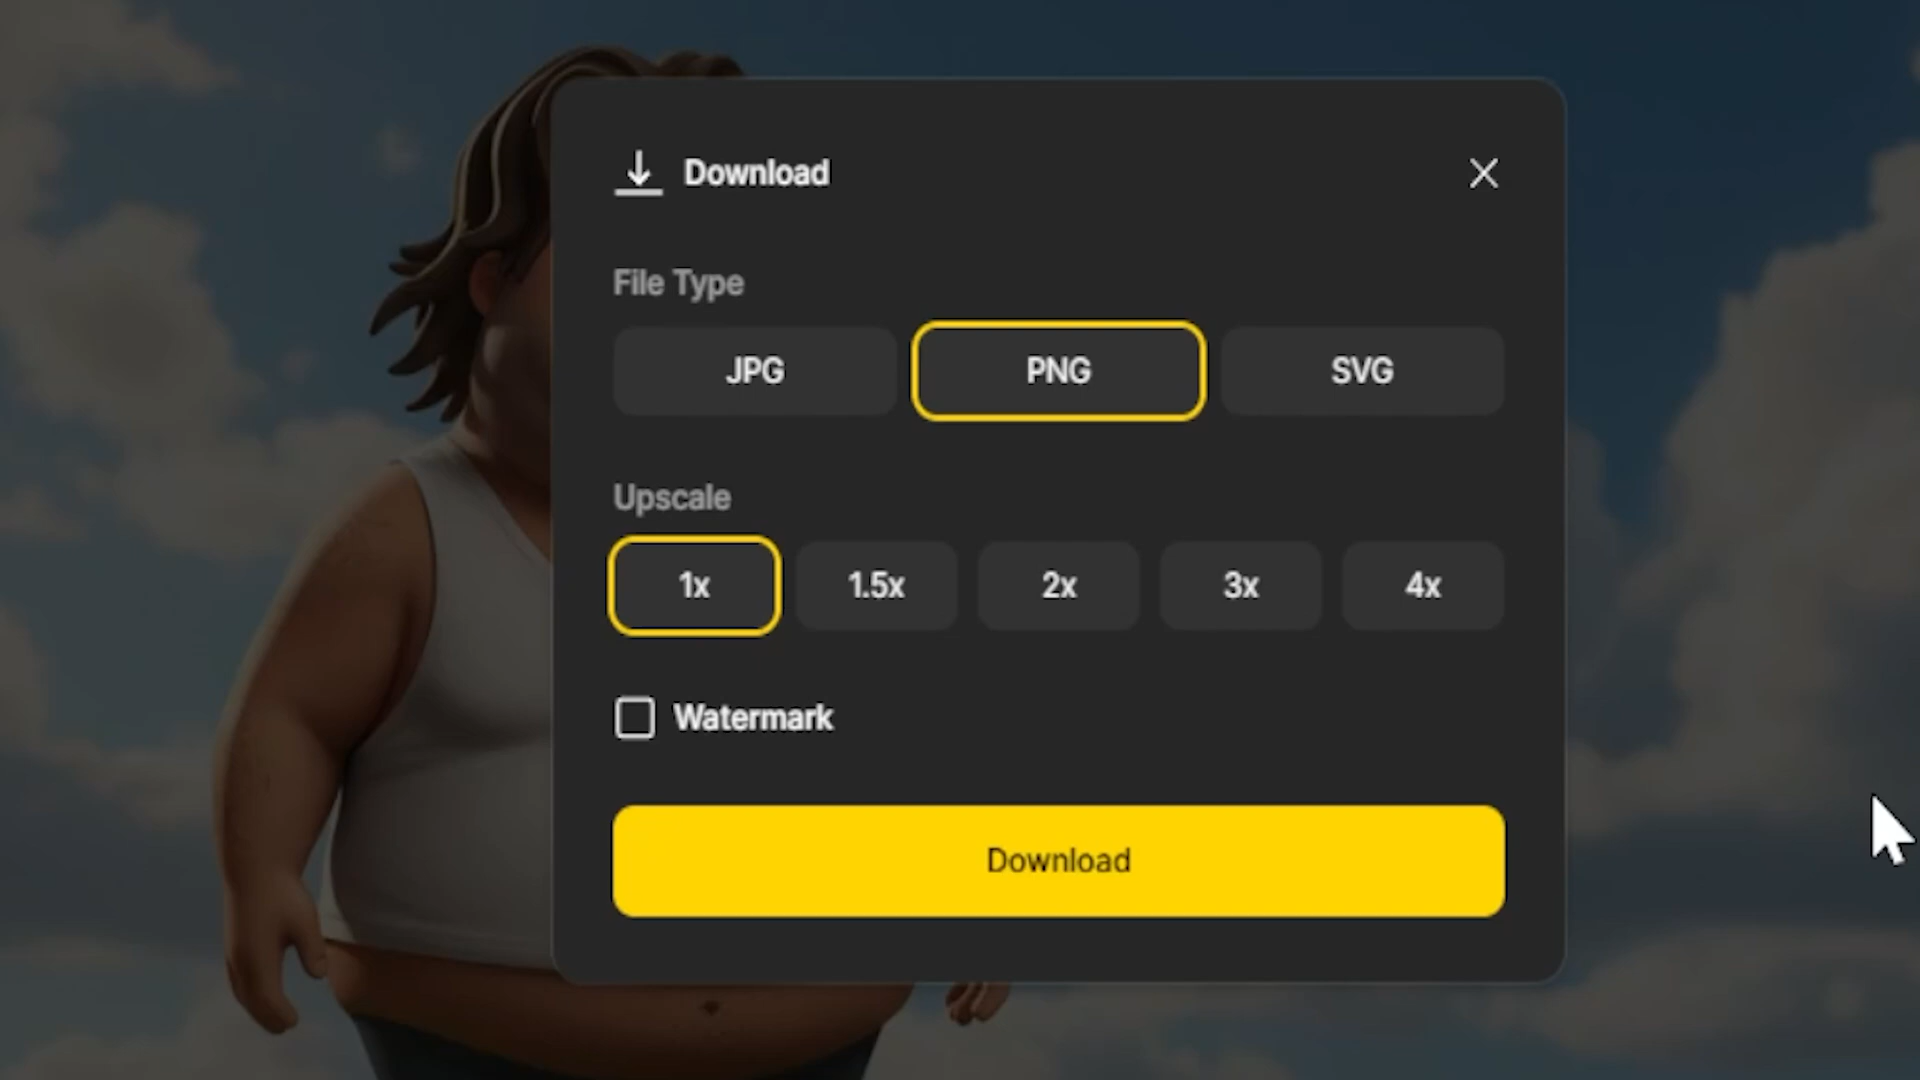 Download
File Type
JPG PNG SVG
Upscale
1x 1.5x 2x 3x 4x
Watermark
Download